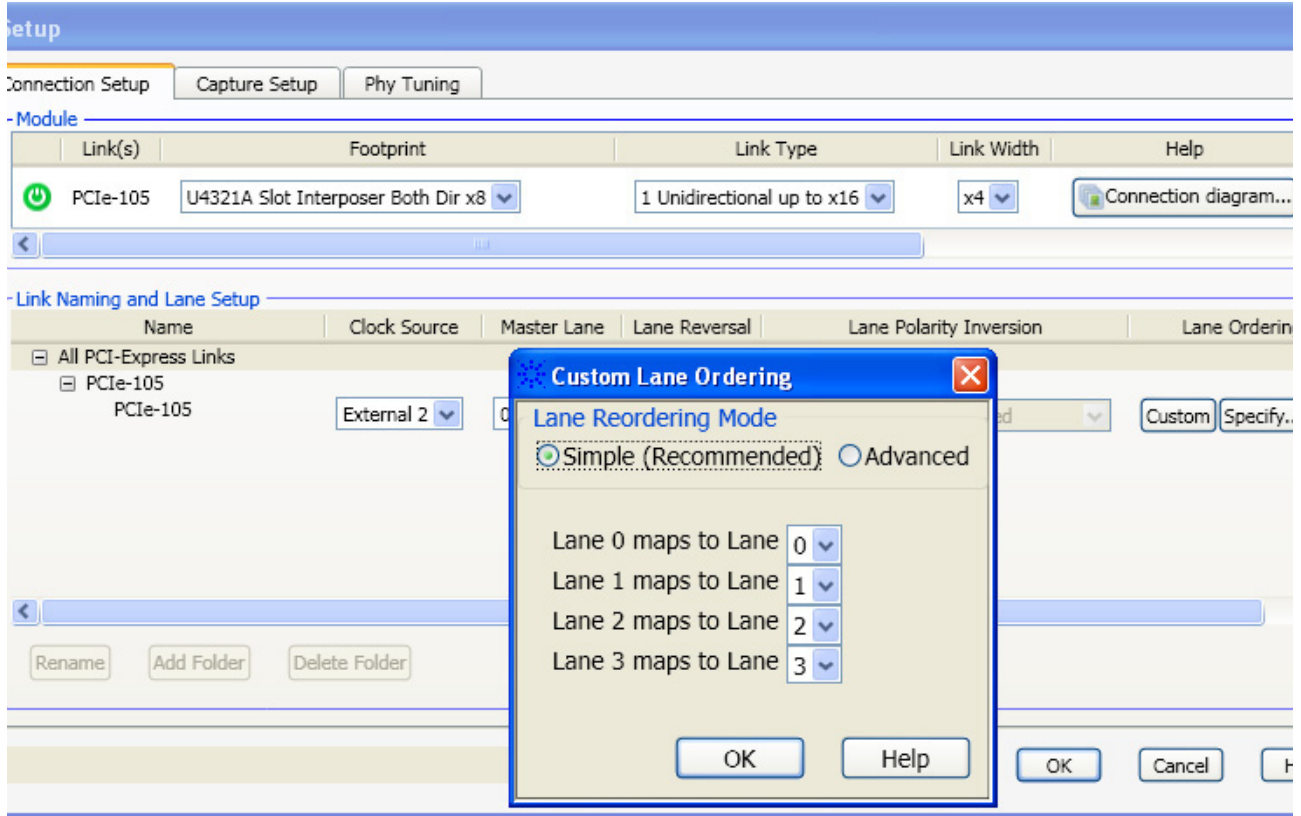 Setup
Connection Setup Capture Setup Phy Tuning
Module
Link(s) Footprint Link Type Link Width Help
PCIe-105 U4321A Slot Interposer Both Dir x8 1 Unidirectional up to x16 x4 Connection diagram...
Link Naming and Lane Setup
Name Clock Source Master Lane Lane Reversal Lane Polarity Inversion Lane Orderin
All PCI-Express Links
PCIe-105
PCIe-105 External 2 0 ed Custom Specify...
Custom Lane Ordering
Lane Reordering Mode
Simple (Recommended) Advanced
Lane 0 maps to Lane 0
Lane 1 maps to Lane 1
Lane 2 maps to Lane 2
Lane 3 maps to Lane 3
Rename Add Folder Delete Folder
OK Help
OK Cancel H